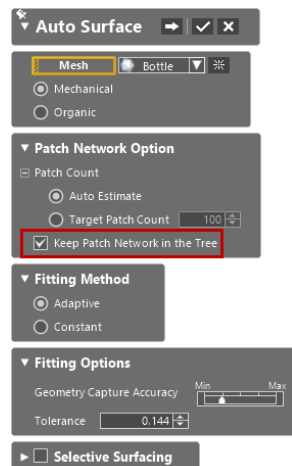 Auto Surface
Mesh Bottle
Mechanical
Organic
Patch Network Option
Patch Count
Auto Estimate
Target Patch Count 100
Keep Patch Network in the Tree
Fitting Method
Adaptive
Constant
Fitting Options
Min Max
Geometry Capture Accuracy
Tolerance 0.144
Selective Surfacing